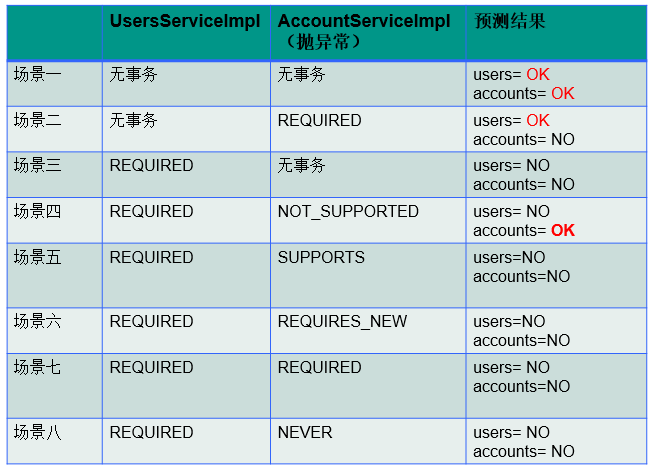 UsersServiceImpl AccountServiceImpl 预测结果
（抛异常）
场景一 无事务 无事务 users= OK
accounts= OK
场景二 无事务 REQUIRED users= OK
accounts= NO
场景三 REQUIRED 无事务 users= NO
accounts= NO
场景四 REQUIRED NOT_SUPPORTED users= NO
accounts= OK
场景五 REQUIRED SUPPORTS users=NO
accounts=NO
场景六 REQUIRED REQUIRES_NEW users=NO
accounts=NO
场景七 REQUIRED REQUIRED users= NO
accounts=NO
场景八 REQUIRED NEVER users= NO
accounts= NO